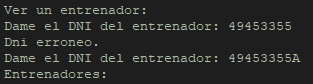 Ver un entrenador:
Dame el DNI del entrenador: 49453355
Dni erroneo.
Dame el DNI del entrenador: 49453355A
Entrenadores: